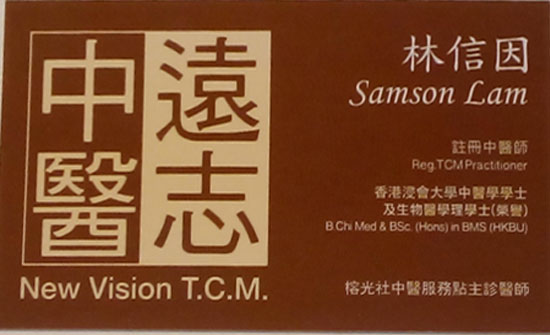 遠志
中醫
New Vision T.C.M.
林信因
Samson Lam
註冊中醫師
Reg.TCM Practitioner
香港浸會大學中醫學學士
及生物醫學理學士(榮譽)
B.Chi Med & BSc. (Hons) in BMS (HKBU)
榕光社中醫服務點主診醫師